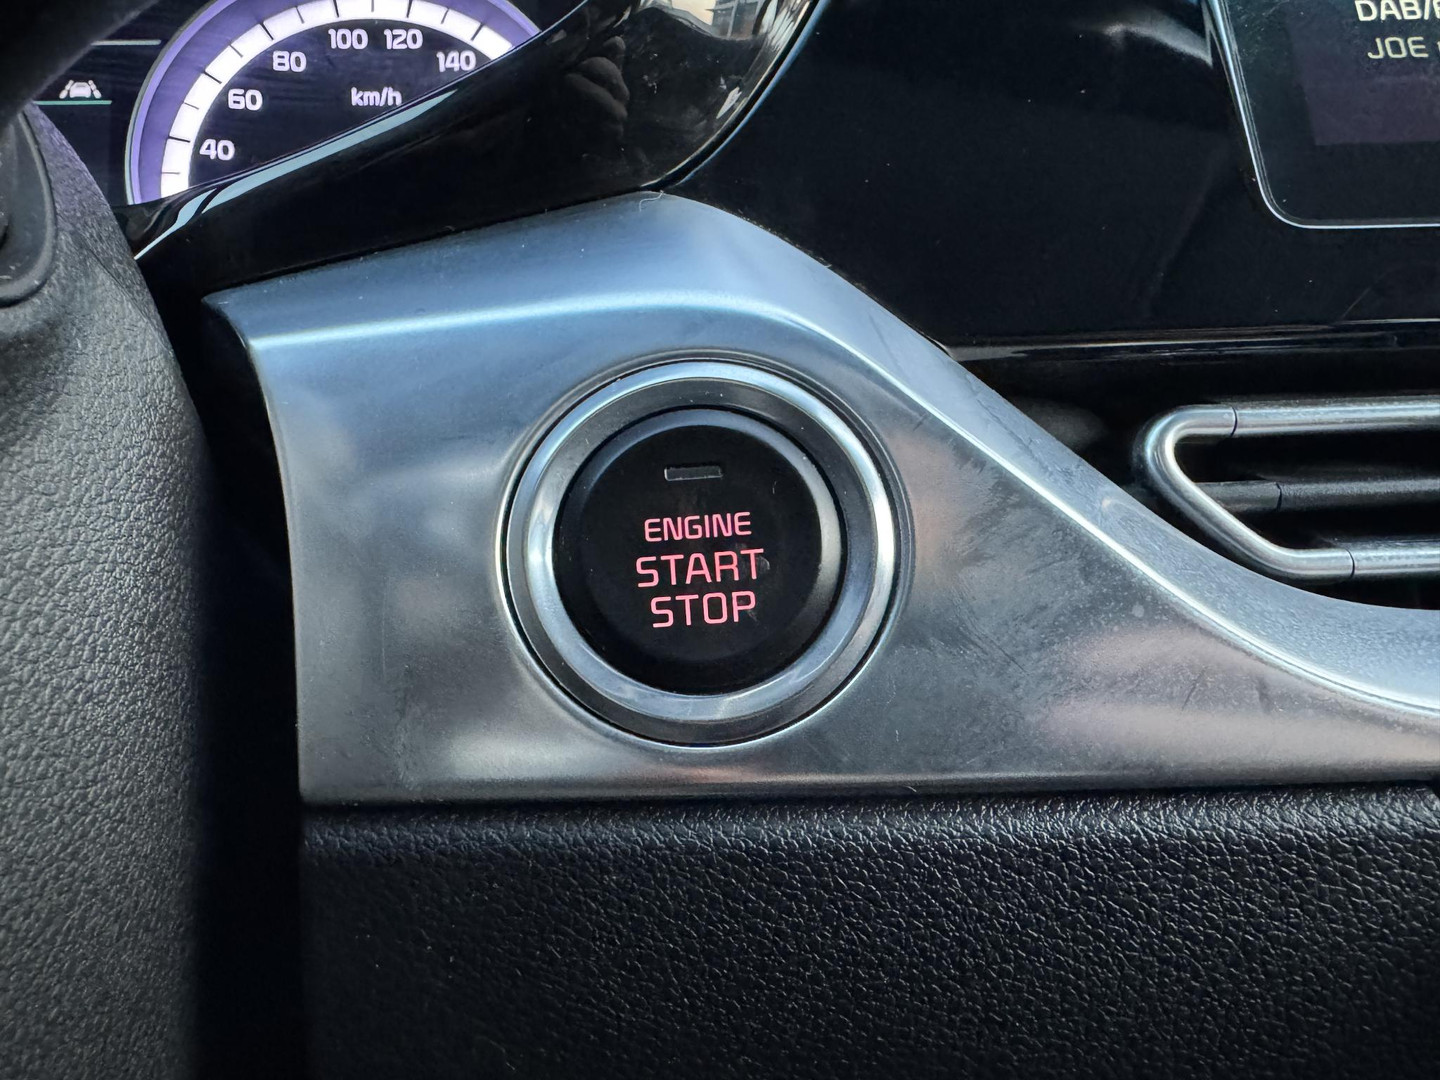 100 120
80 140
60 km/h
40
DAB/
JOE
ENGINE
START
STOP